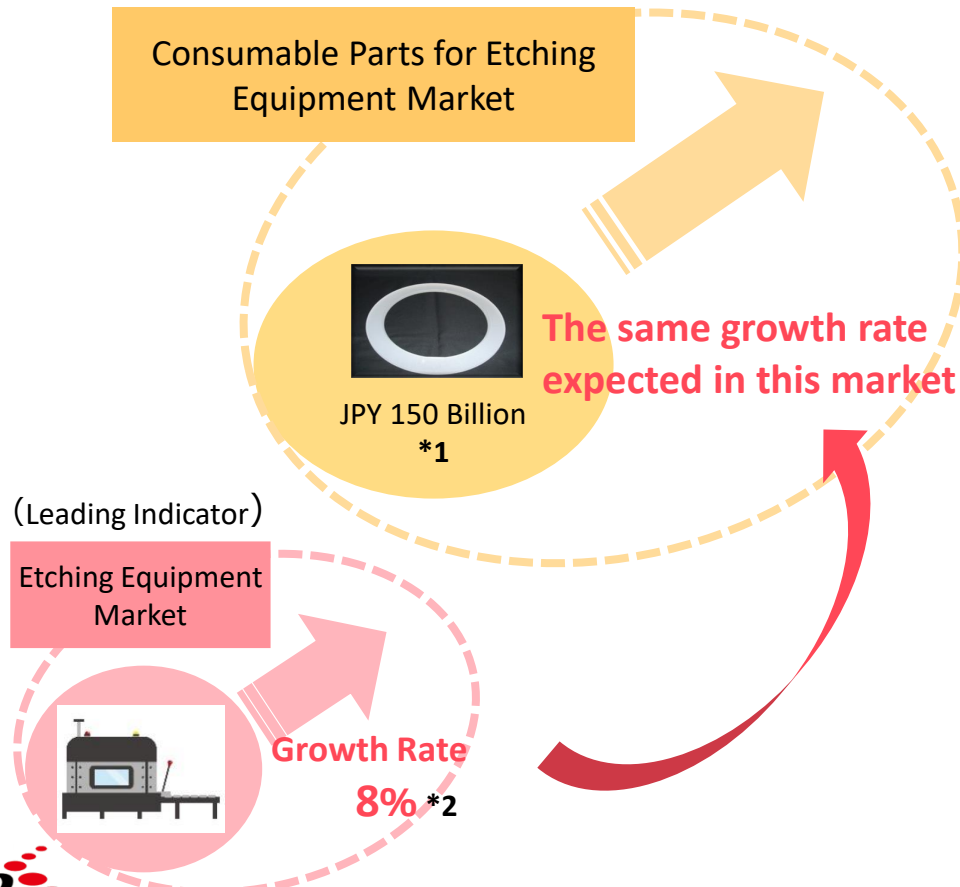 Consumable Parts for Etching
Equipment Market
The same growth rate
expected in this market
JPY 150 Billion
*1
（Leading Indicator）
Etching Equipment
Market
Growth Rate
8% *2